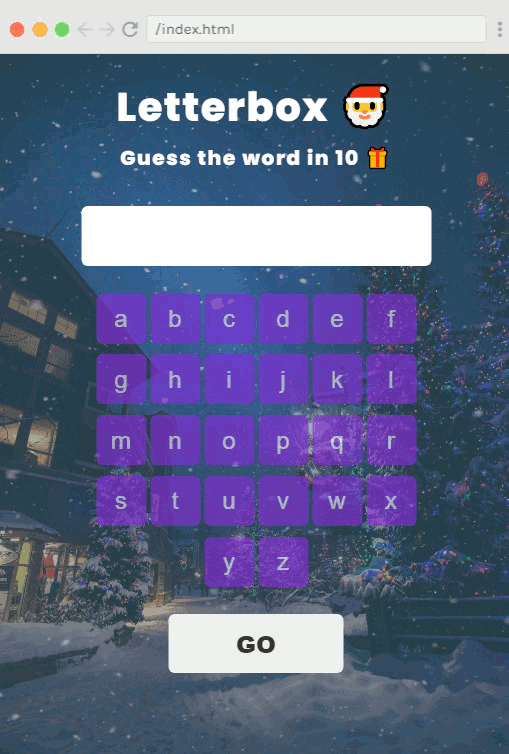 /index.html
Letterbox 🎅
Guess the word in 10 🎁
a b c d e f
g h i j k l
m n o p q r
s t u v w x
y z
GO